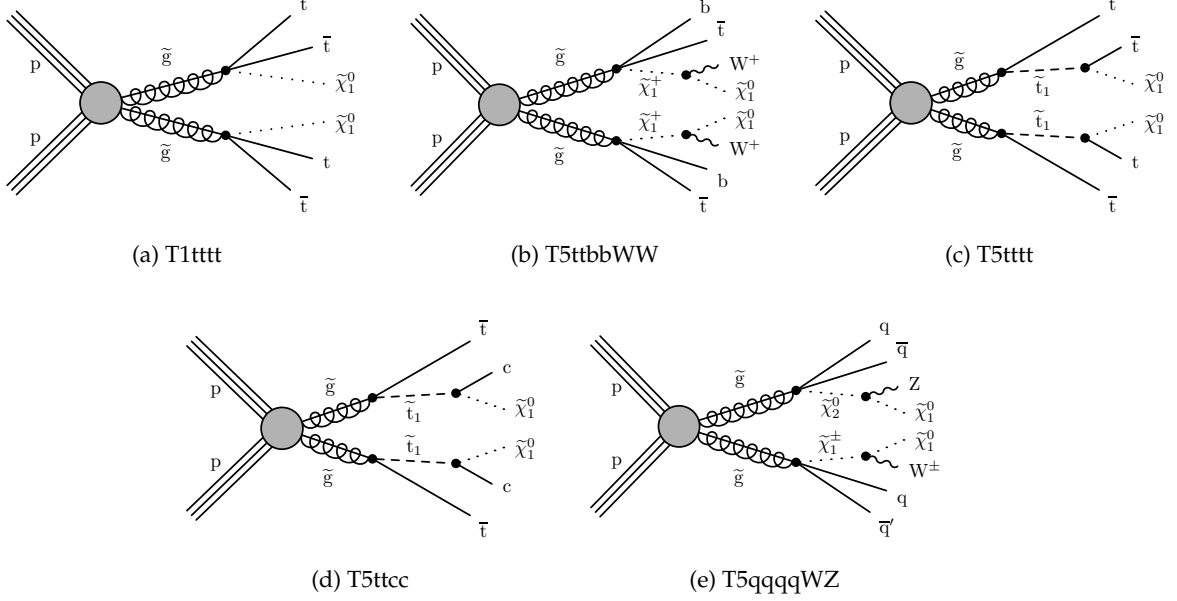 p
p
g̃
g̃
t
t̅
χ̃₁⁰
χ̃₁⁰
t
t̅
(a) T1tttt
p
p
g̃
g̃
b
t̅
χ̃₁⁺
W⁺
χ̃₁⁰
χ̃₁⁺
χ̃₁⁰
W⁺
b
t̅
(b) T5ttbbWW
p
p
g̃
g̃
t
t̃₁
t̅
χ̃₁⁰
t̃₁
χ̃₁⁰
t
t̅
(c) T5tttt
p
p
g̃
g̃
t̅
t̃₁
c
χ̃₁⁰
t̃₁
χ̃₁⁰
c
t̅
(d) T5ttcc
p
p
g̃
g̃
q
q̅
χ̃₂⁰
Z
χ̃₁⁰
χ̃₁±
χ̃₁⁰
W±
q
q̅′
(e) T5qqqqWZ